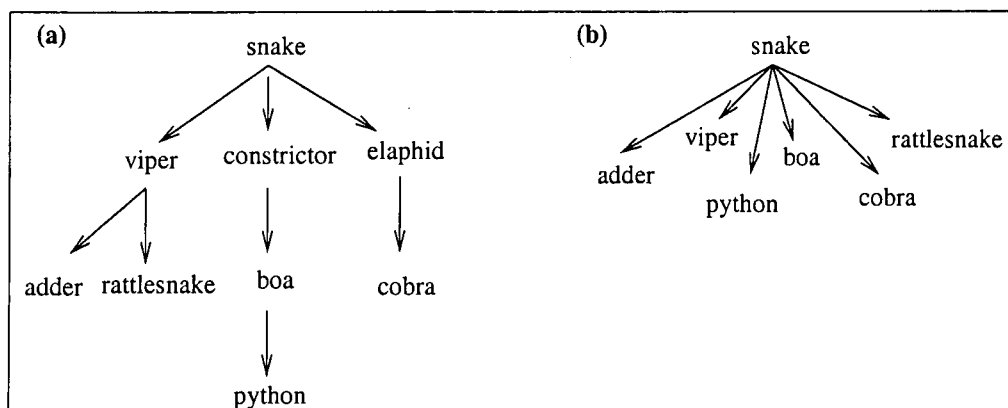 (a)
snake
viper constrictor elaphid
adder rattlesnake boa cobra
python
(b)
snake
viper boa rattlesnake
adder python cobra